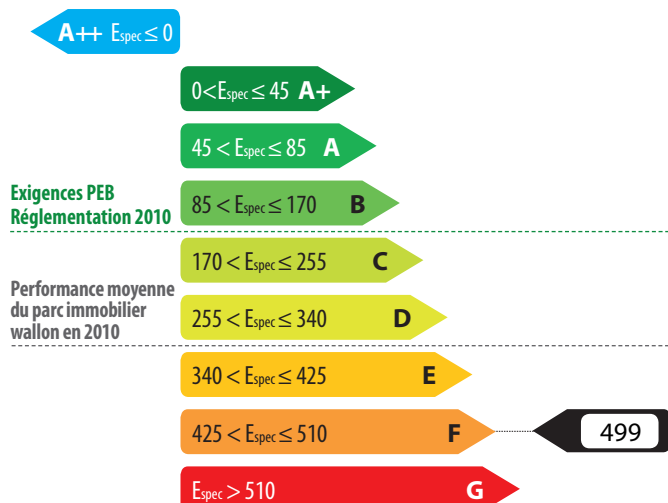 A++ Espec ≤ 0
0 < Espec ≤ 45 A+
45 < Espec ≤ 85 A
Exigences PEB
Réglementation 2010
85 < Espec ≤ 170 B
170 < Espec ≤ 255 C
Performance moyenne
du parc immobilier
wallon en 2010
255 < Espec ≤ 340 D
340 < Espec ≤ 425 E
425 < Espec ≤ 510 F 499
Espec > 510 G